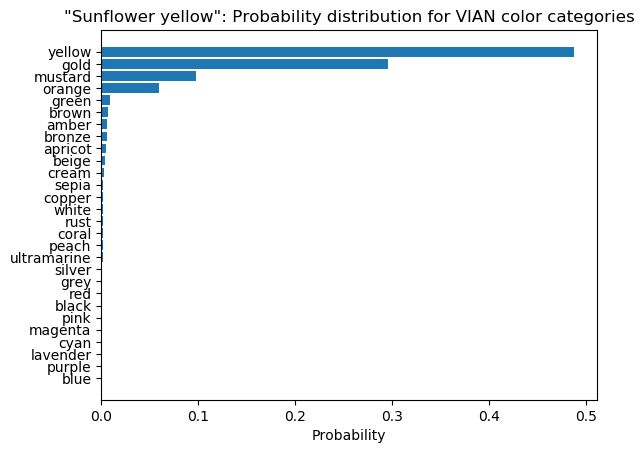 "Sunflower yellow": Probability distribution for VIAN color categories
yellow
gold
mustard
orange
green
brown
amber
bronze
apricot
beige
cream
sepia
copper
white
rust
coral
peach
ultramarine
silver
grey
red
black
pink
magenta
cyan
lavender
purple
blue
0.0 0.1 0.2 0.3 0.4 0.5
Probability